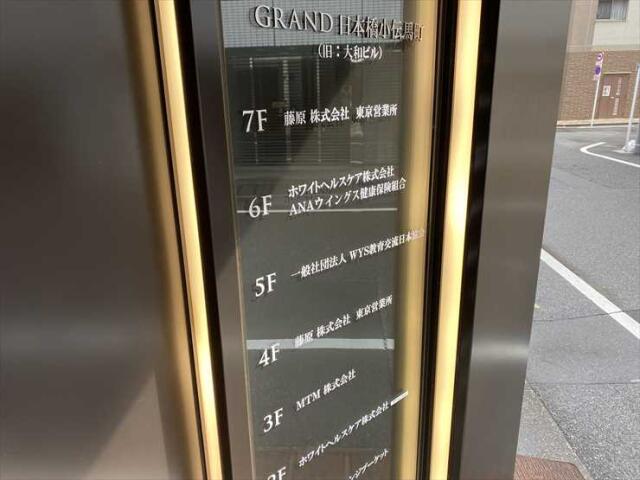 GRAND 日本橋小伝馬町
(旧：大和ビル)
7F 藤原 株式会社 東京営業所
6F ホワイトヘルスケア株式会社
ANAウイングス健康保険組合
5F 一般社団法人 WYS教育交流日本協会
4F 藤原 株式会社 東京営業所
3F MTM 株式会社
2F ホワイトヘルスケア株式会社